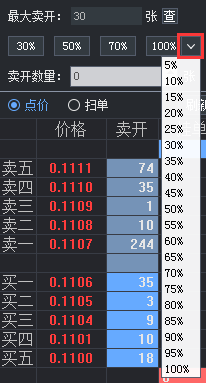 最大卖开: 30 张 查
30% 50% 70% 100%
卖开数量: 0
点价 扫单
价格 卖开
卖五 0.1111 74
卖四 0.1110 35
卖三 0.1109 1
卖二 0.1108 10
卖一 0.1107 244
买一 0.1106 35
买二 0.1105 3
买三 0.1104 9
买四 0.1101 10
买五 0.1100 18
5%
10%
15%
20%
25%
30%
35%
40%
45%
50%
55%
60%
65%
70%
75%
80%
85%
90%
95%
100%